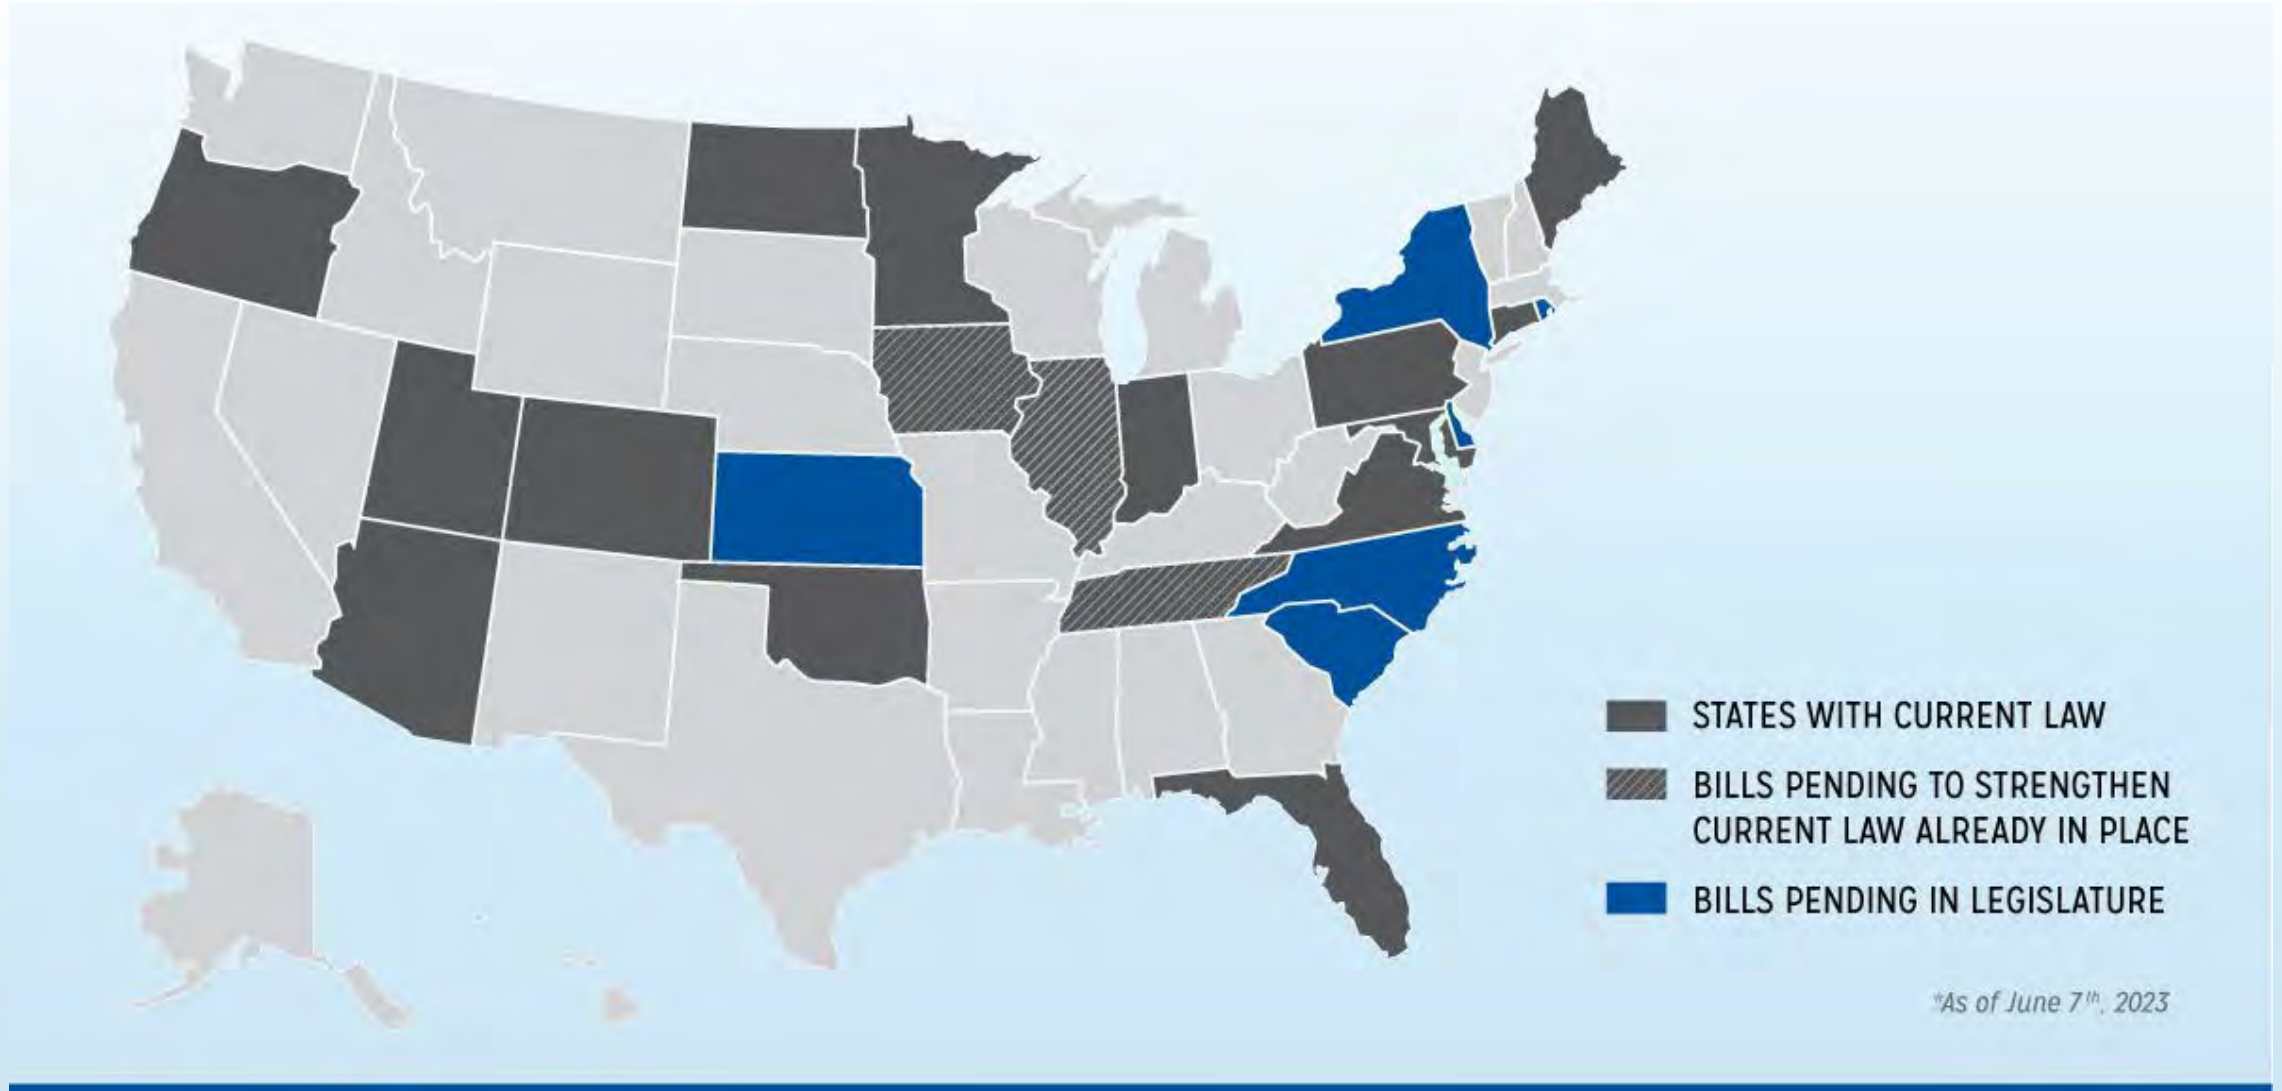 STATES WITH CURRENT LAW
BILLS PENDING TO STRENGTHEN
CURRENT LAW ALREADY IN PLACE
BILLS PENDING IN LEGISLATURE
*As of June 7th, 2023